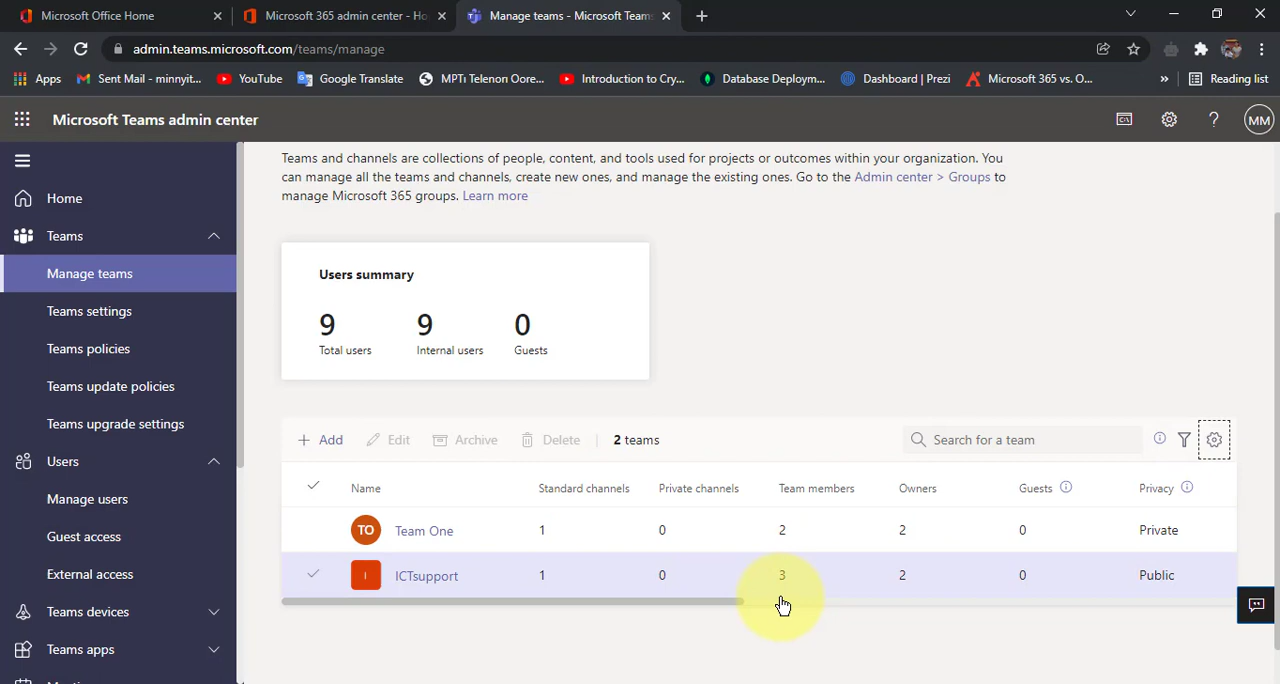 Microsoft Office Home
Microsoft 365 admin center - Ho
Manage teams - Microsoft Teams
admin.teams.microsoft.com/teams/manage
Apps
Sent Mail - minnyit...
YouTube
Google Translate
MPTi Telenon Oore...
Introduction to Cry...
Database Deploym...
Dashboard | Prezi
Microsoft 365 vs. O...
»
Reading list
Microsoft Teams admin center
?
MM
Home
Teams
Manage teams
Teams settings
Teams policies
Teams update policies
Teams upgrade settings
Users
Manage users
Guest access
External access
Teams devices
Teams apps
Teams and channels are collections of people, content, and tools used for projects or outcomes within your organization. You
can manage all the teams and channels, create new ones, and manage the existing ones. Go to the Admin center > Groups to
manage Microsoft 365 groups. Learn more
Users summary
9 9 0
Total users Internal users Guests
+ Add Edit Archive Delete 2 teams Search for a team
Name Standard channels Private channels Team members Owners Guests Privacy
TO Team One 1 0 2 2 0 Private
I ICTsupport 1 0 3 2 0 Public